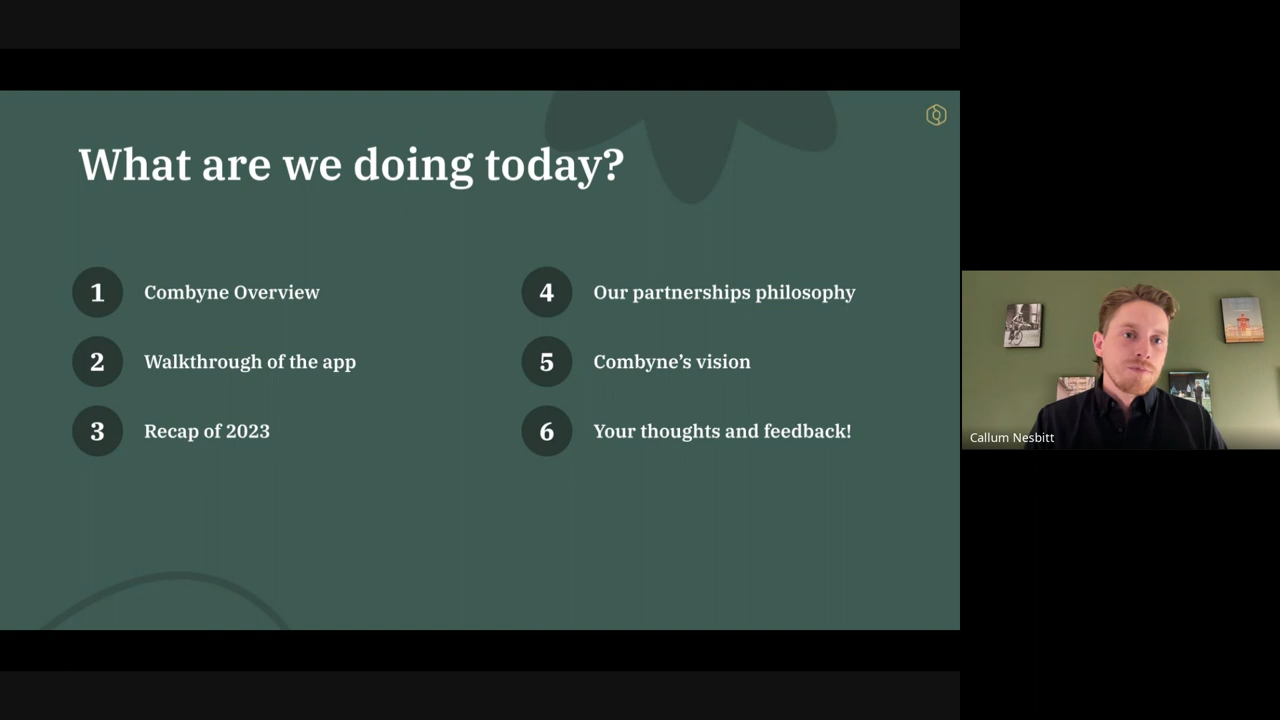 What are we doing today?
1 Combyne Overview
2 Walkthrough of the app
3 Recap of 2023
4 Our partnerships philosophy
5 Combyne’s vision
6 Your thoughts and feedback!
Callum Nesbitt